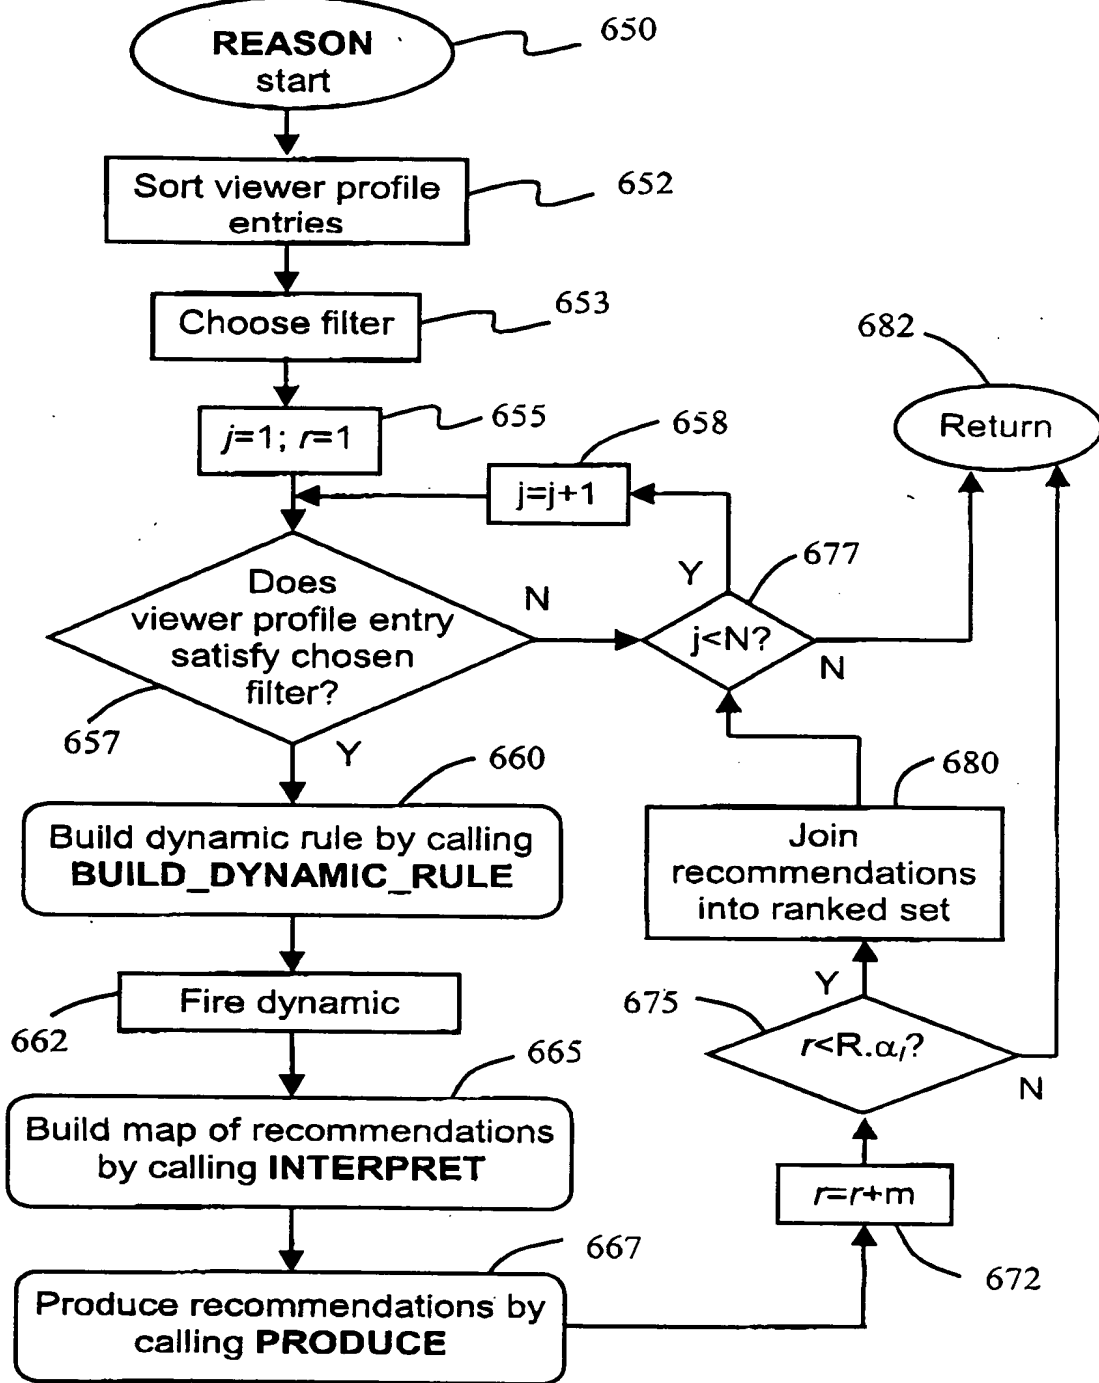 REASON
start
650
Sort viewer profile
entries
652
Choose filter
653
j=1; r=1
655
j=j+1
658
682
Return
Does
viewer profile entry
satisfy chosen
filter?
657
N
Y
j<N?
677
Y
N
Build dynamic rule by calling
BUILD_DYNAMIC_RULE
660
Fire dynamic
662
Build map of recommendations
by calling INTERPRET
665
Produce recommendations by
calling PRODUCE
667
r=r+m
672
r<R.αi?
675
Y
N
Join
recommendations
into ranked set
680